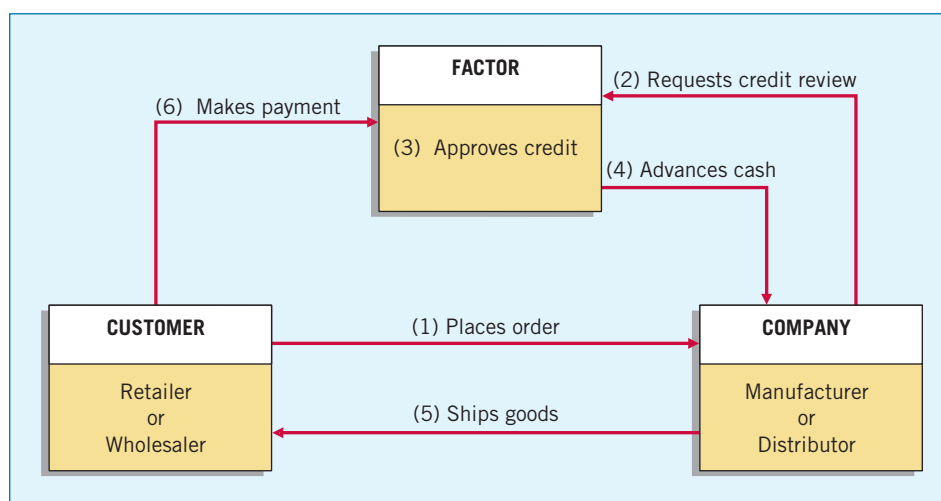 FACTOR
(2) Requests credit review
(6) Makes payment
(3) Approves credit
(4) Advances cash
CUSTOMER
(1) Places order
COMPANY
Retailer
or
Wholesaler
(5) Ships goods
Manufacturer
or
Distributor